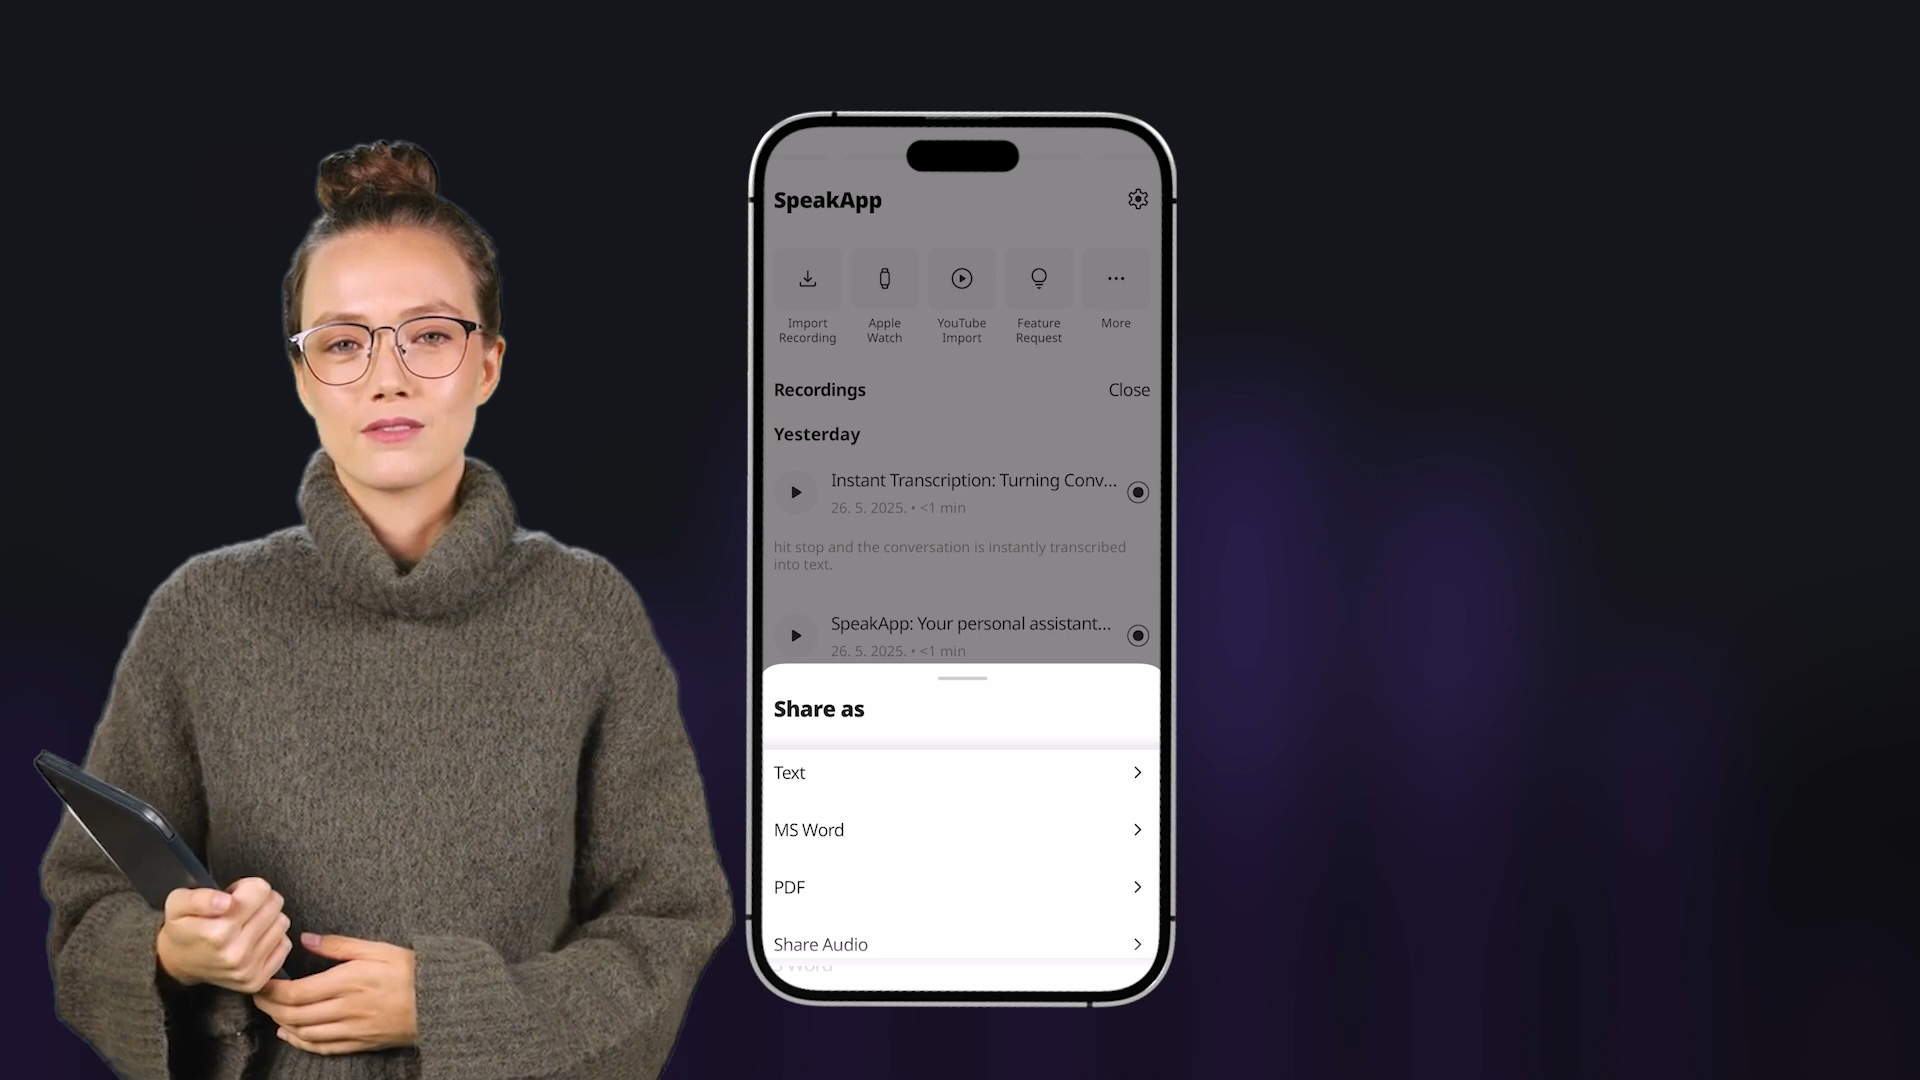 SpeakApp
Import
Recording
Apple
Watch
YouTube
Import
Feature
Request
More
Recordings
Close
Yesterday
Instant Transcription: Turning Conv...
26. 5. 2025. • <1 min
hit stop and the conversation is instantly transcribed
into text.
SpeakApp: Your personal assistant...
26. 5. 2025. • <1 min
Share as
Text
MS Word
PDF
Share Audio